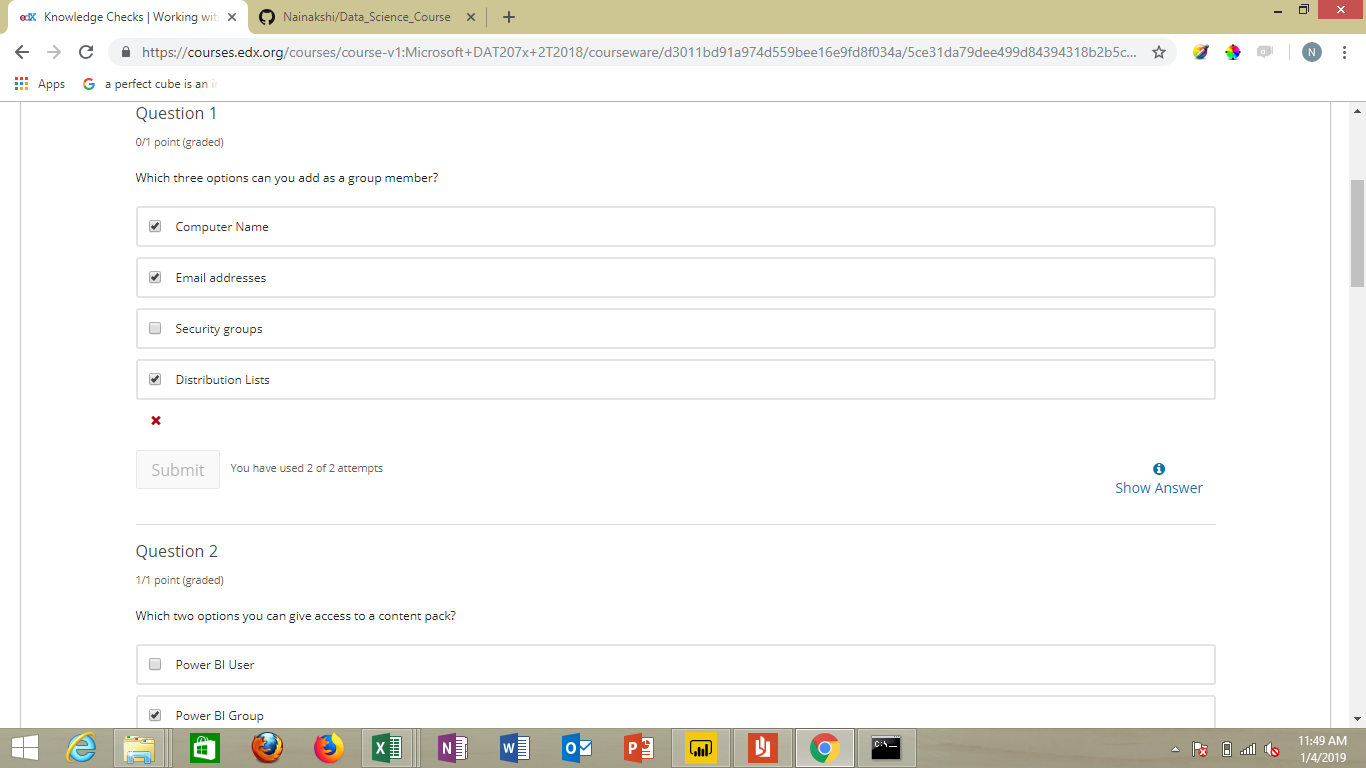 edX Knowledge Checks | Working wit
Nainakshi/Data_Science_Course
https://courses.edx.org/courses/course-v1:Microsoft+DAT207x+2T2018/courseware/d3011bd91a974d559bee16e9fd8f034a/5ce31da79dee499d84394318b2b5c...
N
Apps
G a perfect cube is an i
Question 1
0/1 point (graded)
Which three options can you add as a group member?
Computer Name
Email addresses
Security groups
Distribution Lists
Submit
You have used 2 of 2 attempts
Show Answer
Question 2
1/1 point (graded)
Which two options you can give access to a content pack?
Power BI User
Power BI Group
11:49 AM
1/4/2019